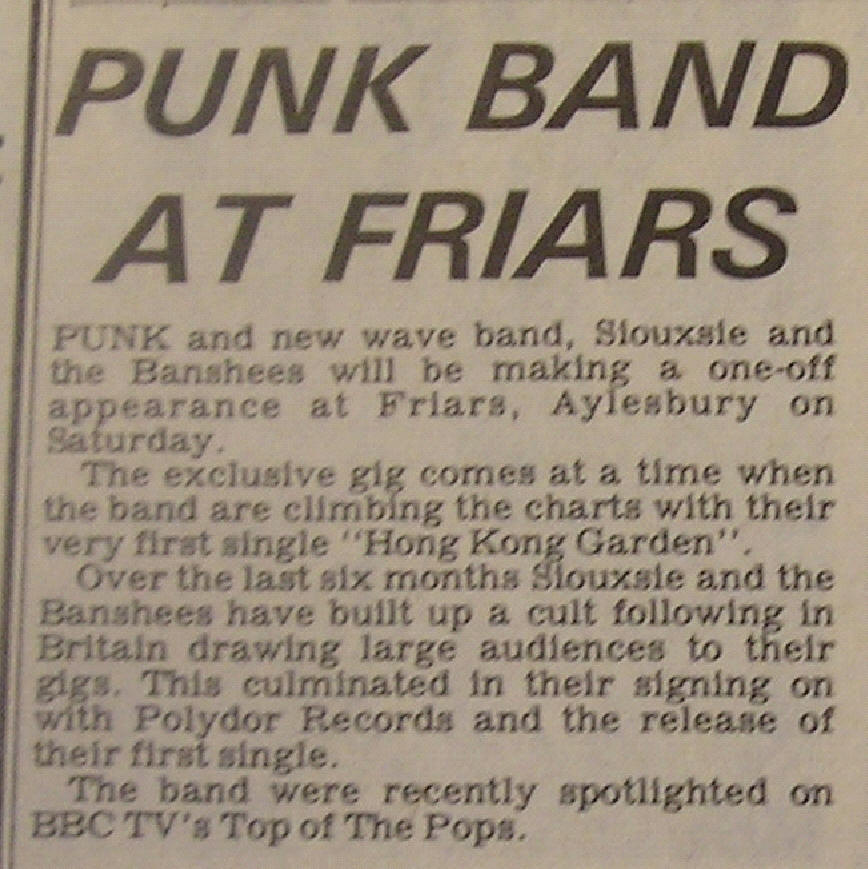 PUNK BAND
AT FRIARS
PUNK and new wave band, Siouxsie and
the Banshees will be making a one-off
appearance at Friars, Aylesbury on
Saturday.
The exclusive gig comes at a time when
the band are climbing the charts with their
very first single "Hong Kong Garden".
Over the last six months Siouxsie and the
Banshees have built up a cult following in
Britain drawing large audiences to their
gigs. This culminated in their signing on
with Polydor Records and the release of
their first single.
The band were recently spotlighted on
BBC TV's Top of The Pops.